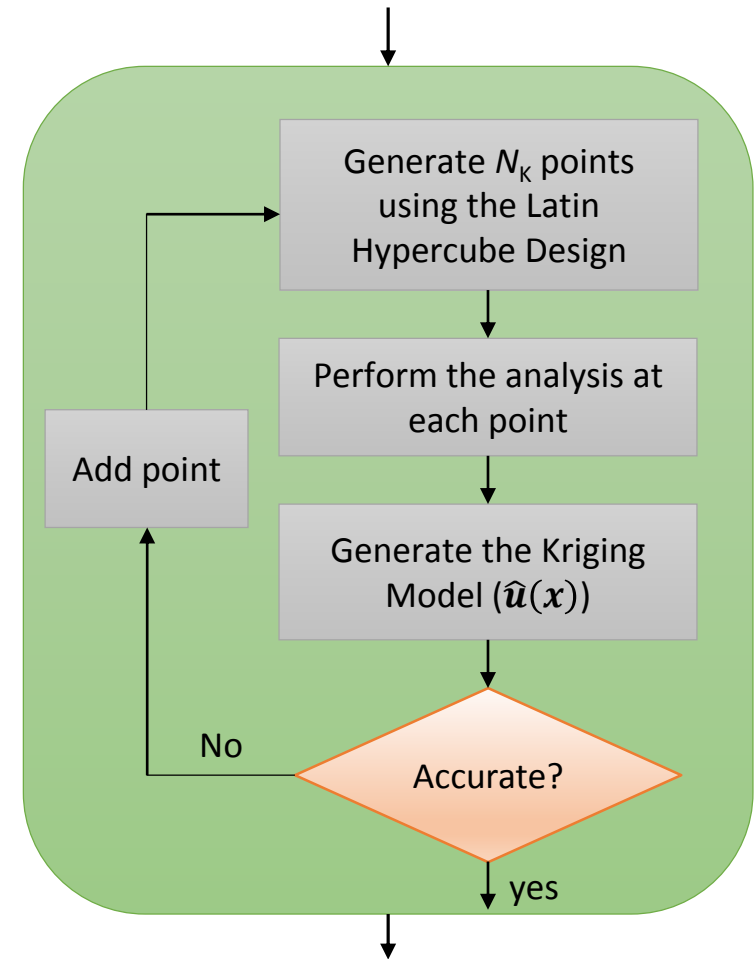 Generate N_K points
using the Latin
Hypercube Design
Perform the analysis at
each point
Add point
Generate the Kriging
Model (û(x))
No
Accurate?
yes